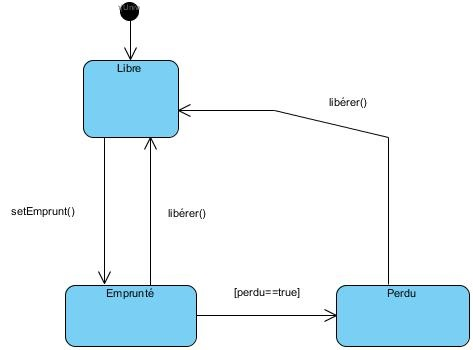 Libre
libérer()
setEmprunt()
libérer()
[perdu==true]
Emprunté
Perdu